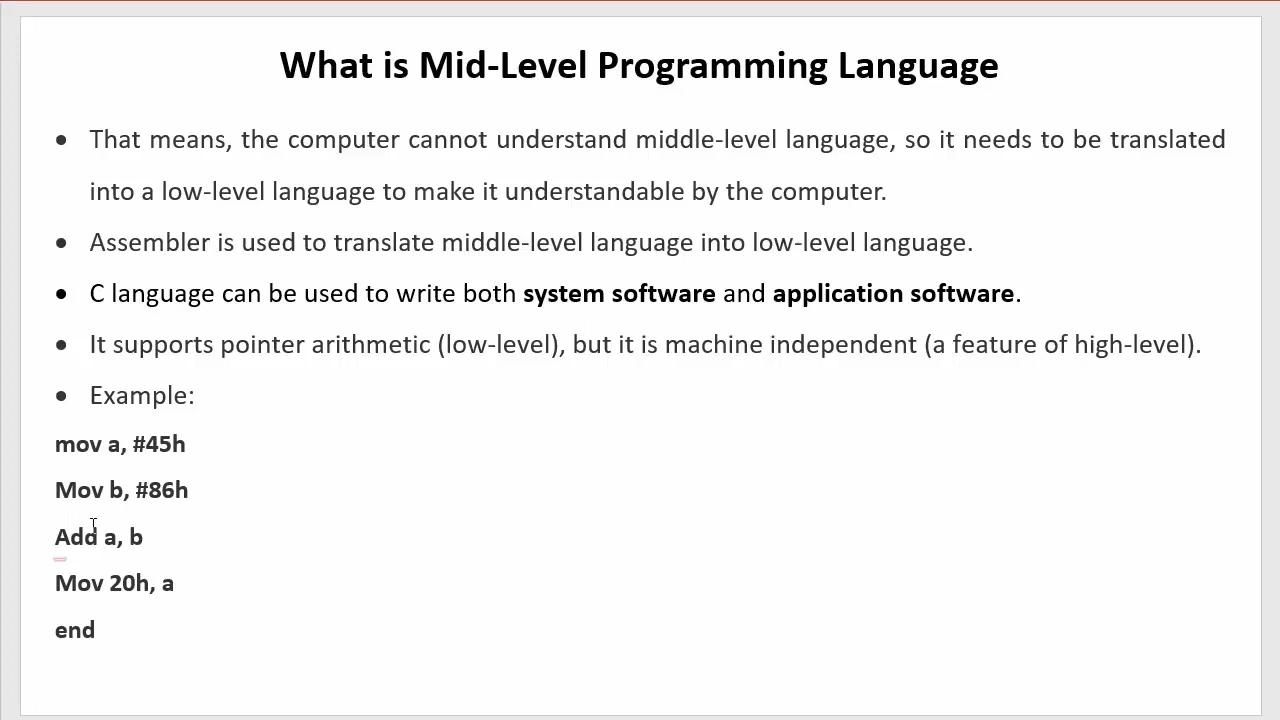 What is Mid-Level Programming Language
• That means, the computer cannot understand middle-level language, so it needs to be translated
into a low-level language to make it understandable by the computer.
• Assembler is used to translate middle-level language into low-level language.
• C language can be used to write both system software and application software.
• It supports pointer arithmetic (low-level), but it is machine independent (a feature of high-level).
• Example:
mov a, #45h
Mov b, #86h
Add a, b
Mov 20h, a
end